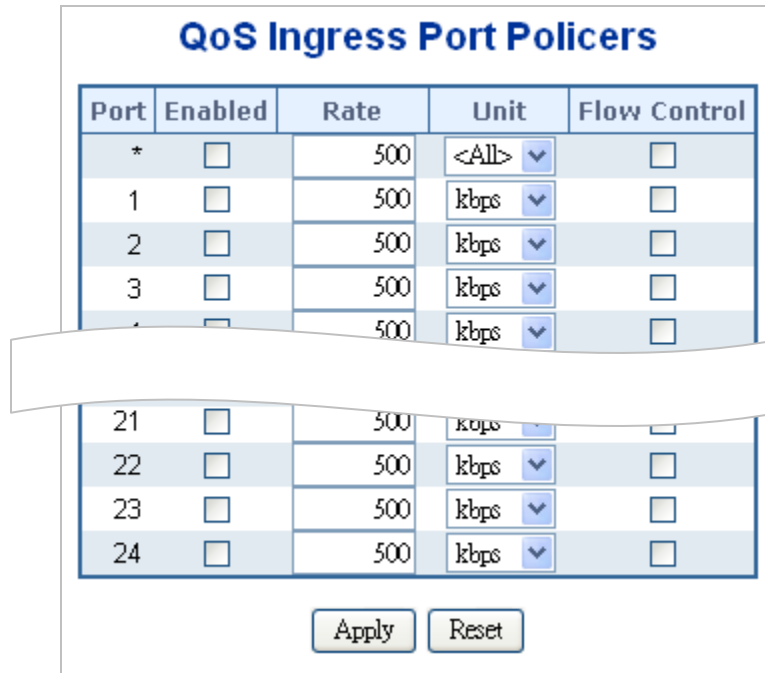 QoS Ingress Port Policers
Port Enabled Rate Unit Flow Control
* 500 <All>
1 500 kbps
2 500 kbps
3 500 kbps
500 kbps
21 500 kbps
22 500 kbps
23 500 kbps
24 500 kbps
Apply Reset